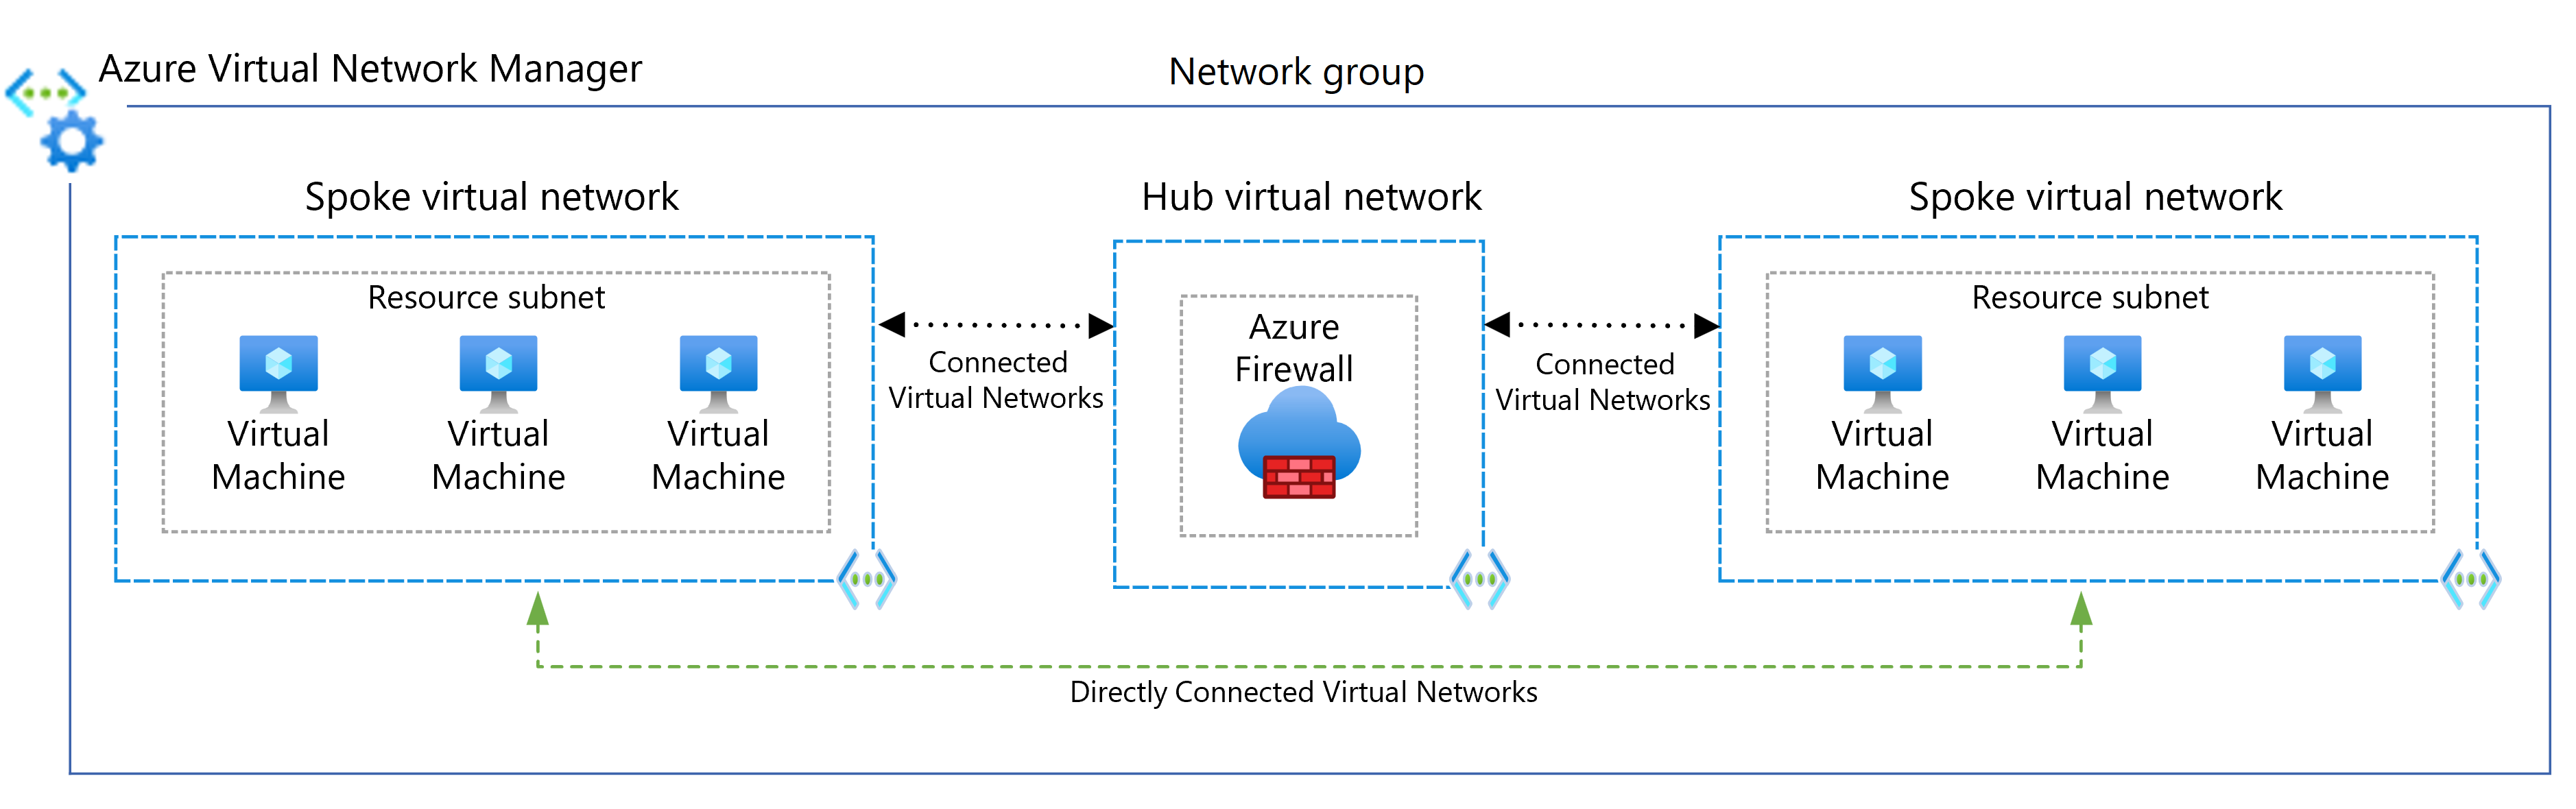 Azure Virtual Network Manager
Network group
Spoke virtual network
Resource subnet
Virtual
Machine
Virtual
Machine
Virtual
Machine
Connected
Virtual Networks
Hub virtual network
Azure
Firewall
Connected
Virtual Networks
Spoke virtual network
Resource subnet
Virtual
Machine
Virtual
Machine
Virtual
Machine
Directly Connected Virtual Networks